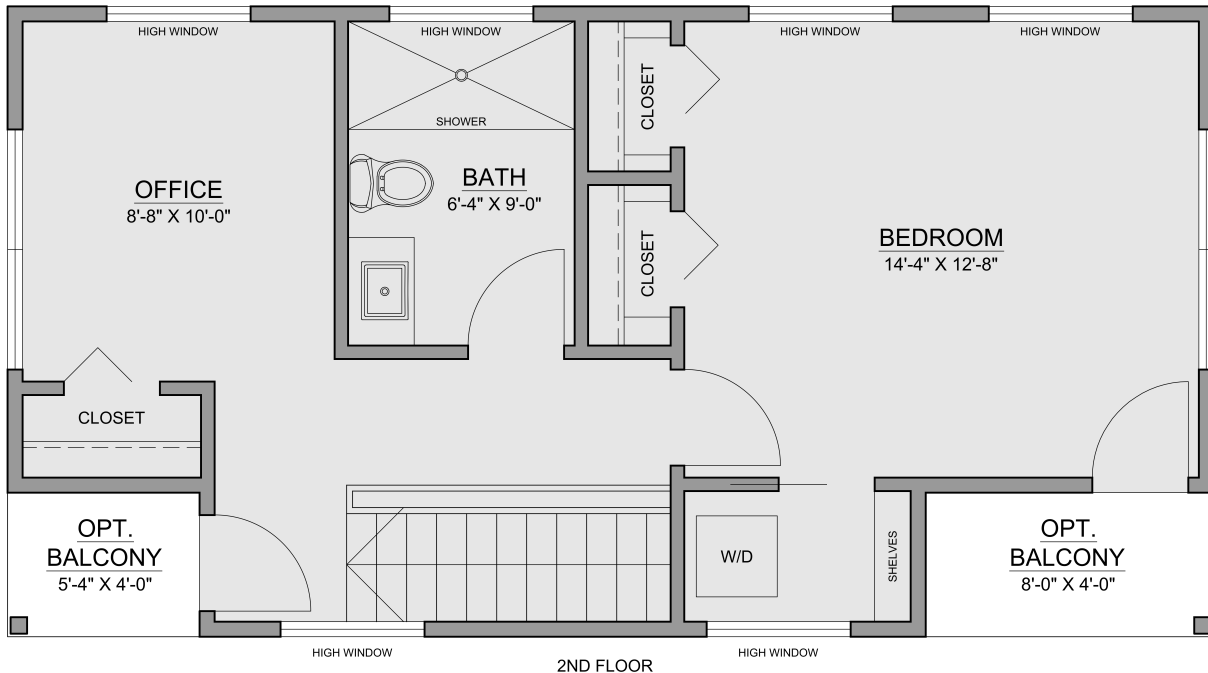 HIGH WINDOW
HIGH WINDOW
HIGH WINDOW
HIGH WINDOW
CLOSET
SHOWER
OFFICE
8'-8" X 10'-0"
BATH
6'-4" X 9'-0"
CLOSET
BEDROOM
14'-4" X 12'-8"
CLOSET
OPT.
BALCONY
5'-4" X 4'-0"
W/D
SHELVES
OPT.
BALCONY
8'-0" X 4'-0"
HIGH WINDOW
HIGH WINDOW
2ND FLOOR